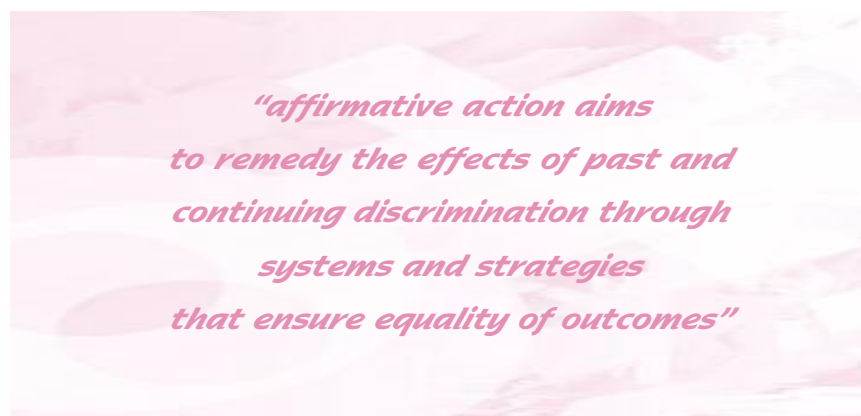 “affirmative action aims
to remedy the effects of past and
continuing discrimination through
systems and strategies
that ensure equality of outcomes”